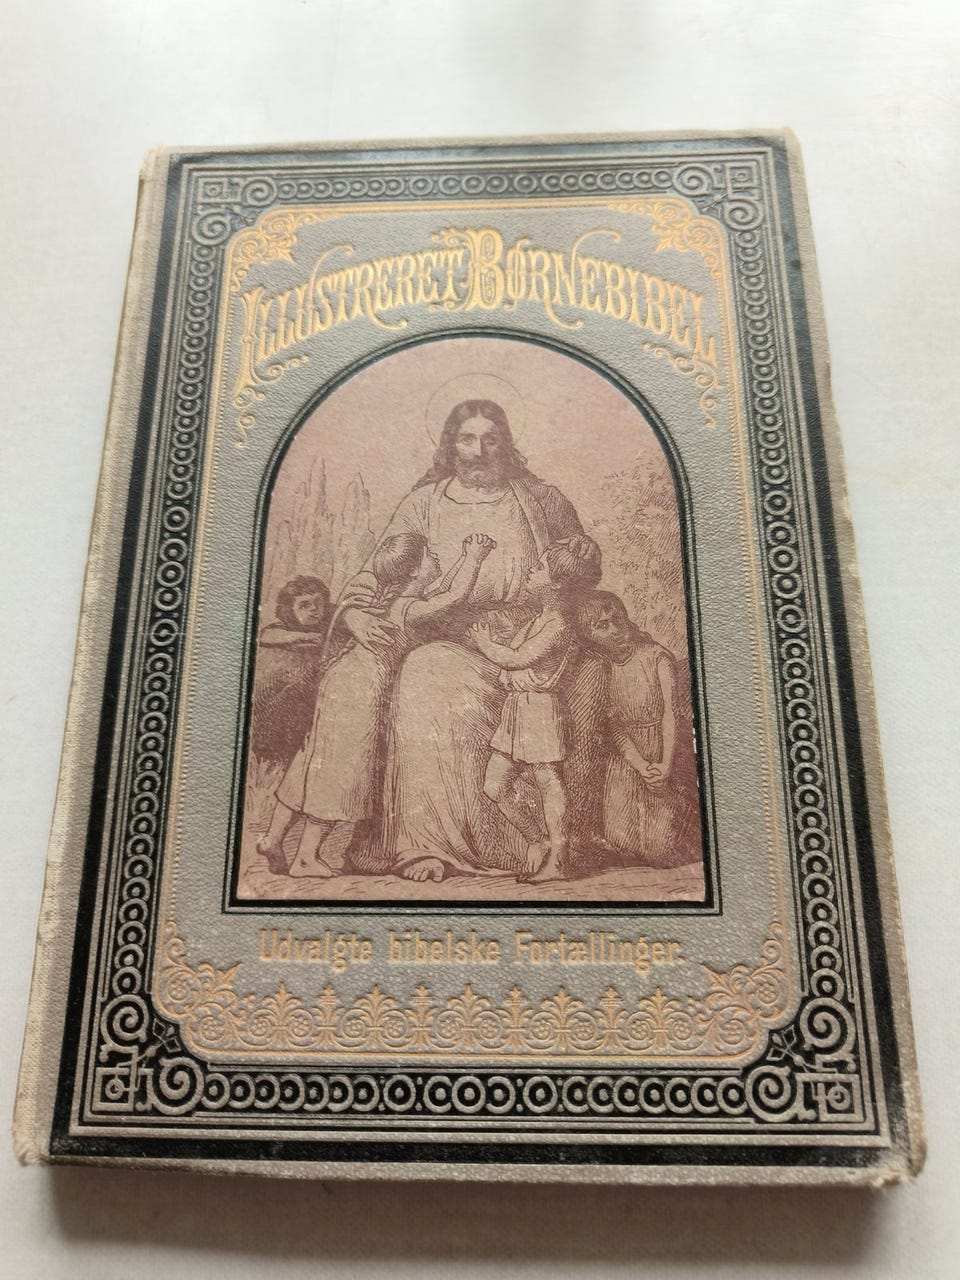 ILLUSTRERET BØRNEBIBEL
Udvalgte bibelske Fortællinger.